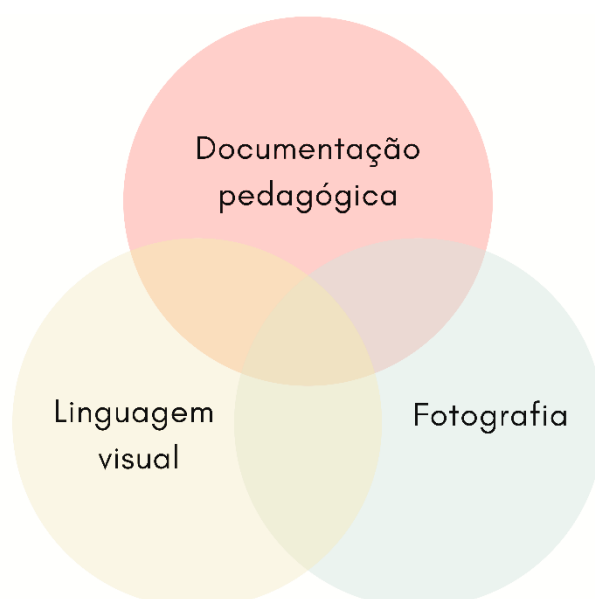 Documentação
pedagógica
Linguagem
visual
Fotografia